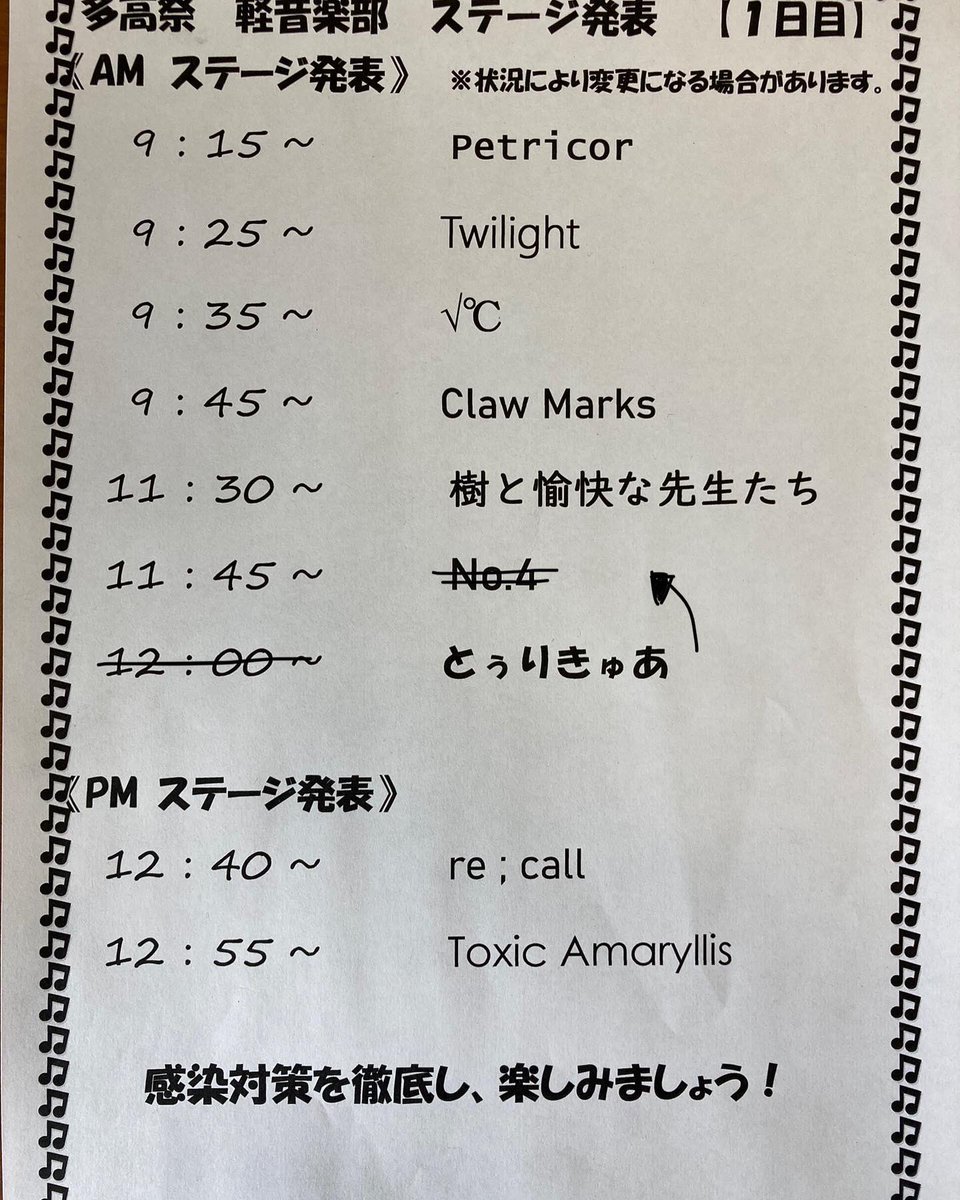 多高祭 軽音楽部 ステージ発表 【1日目】
《AM ステージ発表》 ※状況により変更になる場合があります。
9:15～ Petricor
9:25～ Twilight
9:35～ √℃
9:45～ Claw Marks
11:30～ 樹と愉快な先生たち
11:45～ No.4
12:00～ とぅりきゅあ
《PM ステージ発表》
12:40～ re ; call
12:55～ Toxic Amaryllis
感染対策を徹底し、楽しみましょう！